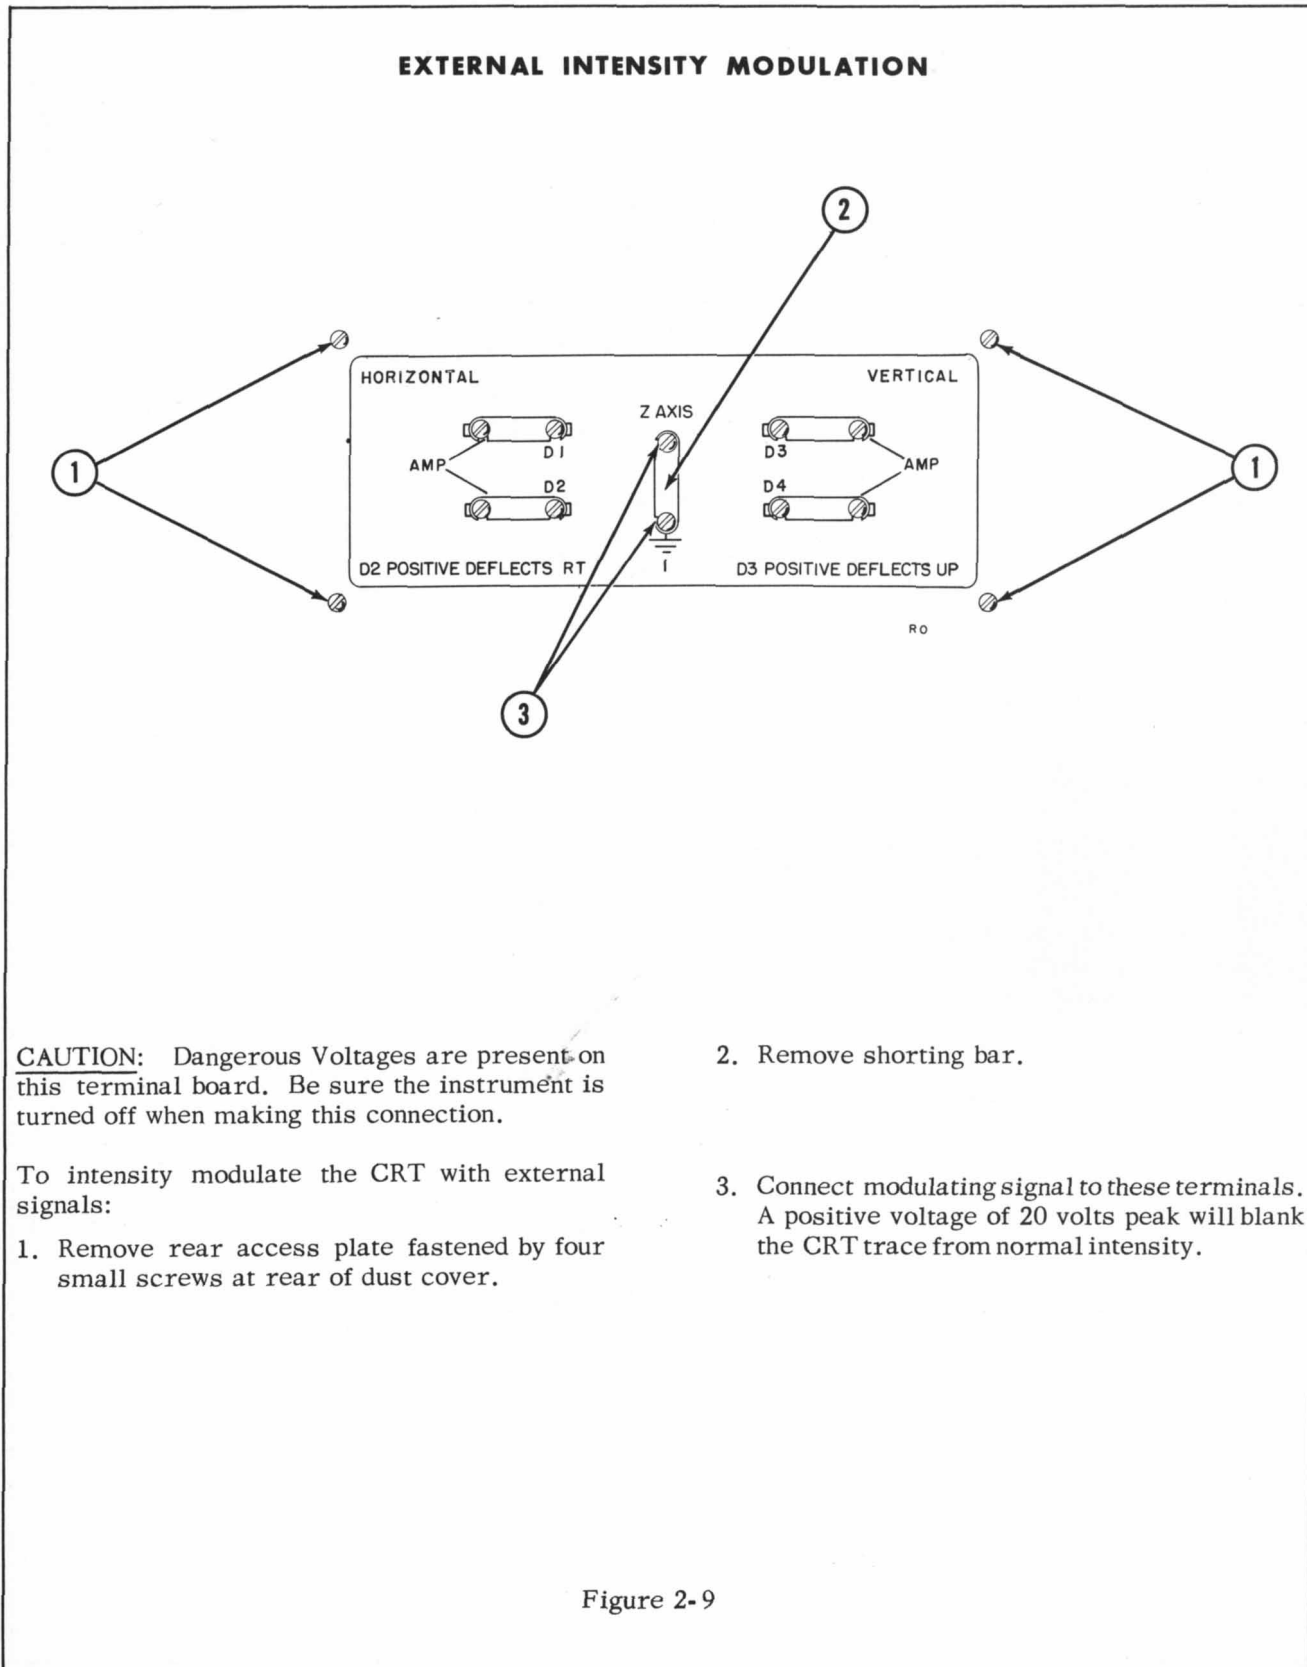 EXTERNAL INTENSITY MODULATION
2
HORIZONTAL
VERTICAL
Z AXIS
D1
D3
1
AMP
AMP
1
D2
D4
D2 POSITIVE DEFLECTS RT
1
D3 POSITIVE DEFLECTS UP
RO
3
CAUTION: Dangerous Voltages are present on
this terminal board. Be sure the instrument is
turned off when making this connection.
To intensity modulate the CRT with external
signals:
1. Remove rear access plate fastened by four
small screws at rear of dust cover.
2. Remove shorting bar.
3. Connect modulating signal to these terminals.
A positive voltage of 20 volts peak will blank
the CRT trace from normal intensity.
Figure 2-9